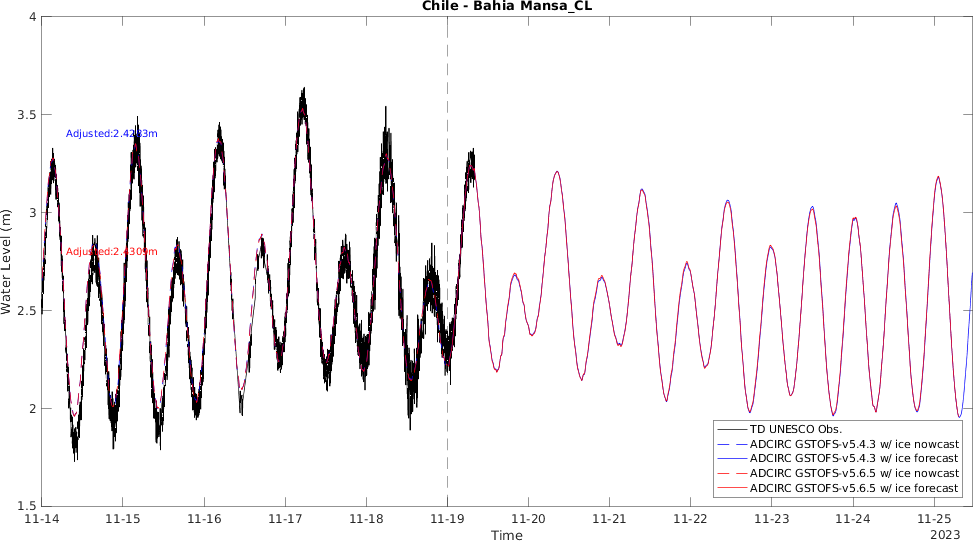 Chile - Bahia Mansa_CL
4
3.5
3
2.5
2
1.5
Water Level (m)
Adjusted:2.4283m
Adjusted:2.4309m
TD UNESCO Obs.
ADCIRC GSTOFS-v5.4.3 w/ ice nowcast
ADCIRC GSTOFS-v5.4.3 w/ ice forecast
ADCIRC GSTOFS-v5.6.5 w/ ice nowcast
ADCIRC GSTOFS-v5.6.5 w/ ice forecast
11-14 11-15 11-16 11-17 11-18 11-19 11-20 11-21 11-22 11-23 11-24 11-25
2023
Time